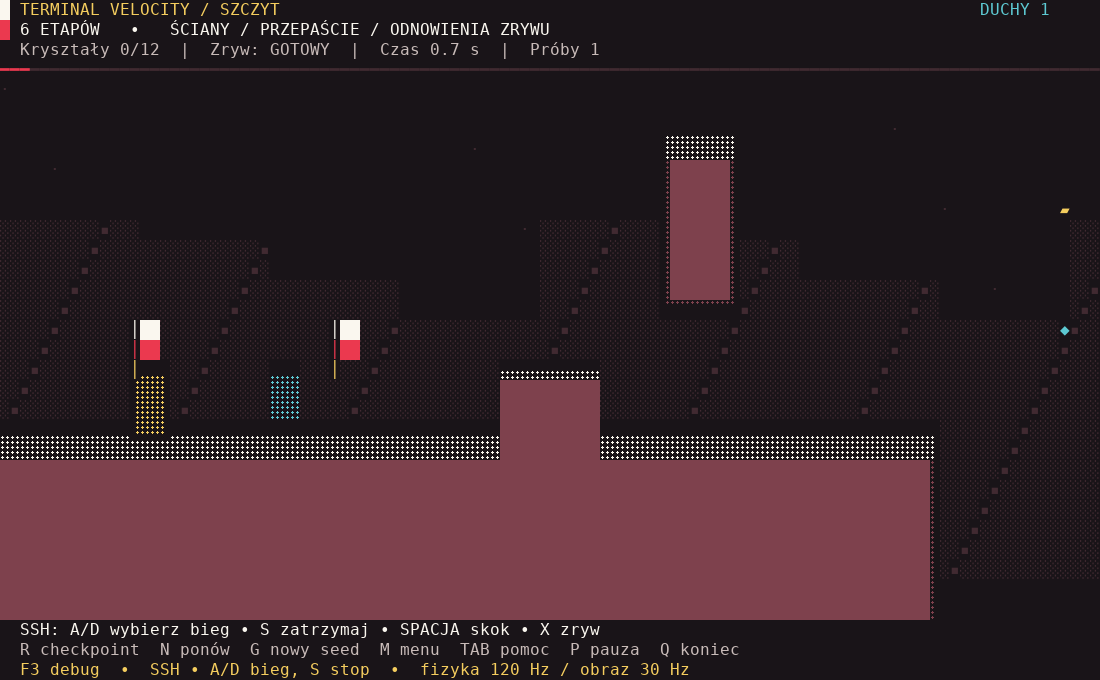 TERMINAL VELOCITY / SZCZYT DUCHY 1
6 ETAPÓW • ŚCIANY / PRZEPAŚCIE / ODNOWIENIA ZRYWU
Kryształy 0/12 | Zryw: GOTOWY | Czas 0.7 s | Próby 1
SSH: A/D wybierz bieg • S zatrzymaj • SPACJA skok • X zryw
R checkpoint N ponów G nowy seed M menu TAB pomoc P pauza Q koniec
F3 debug • SSH • A/D bieg, S stop • fizyka 120 Hz / obraz 30 Hz